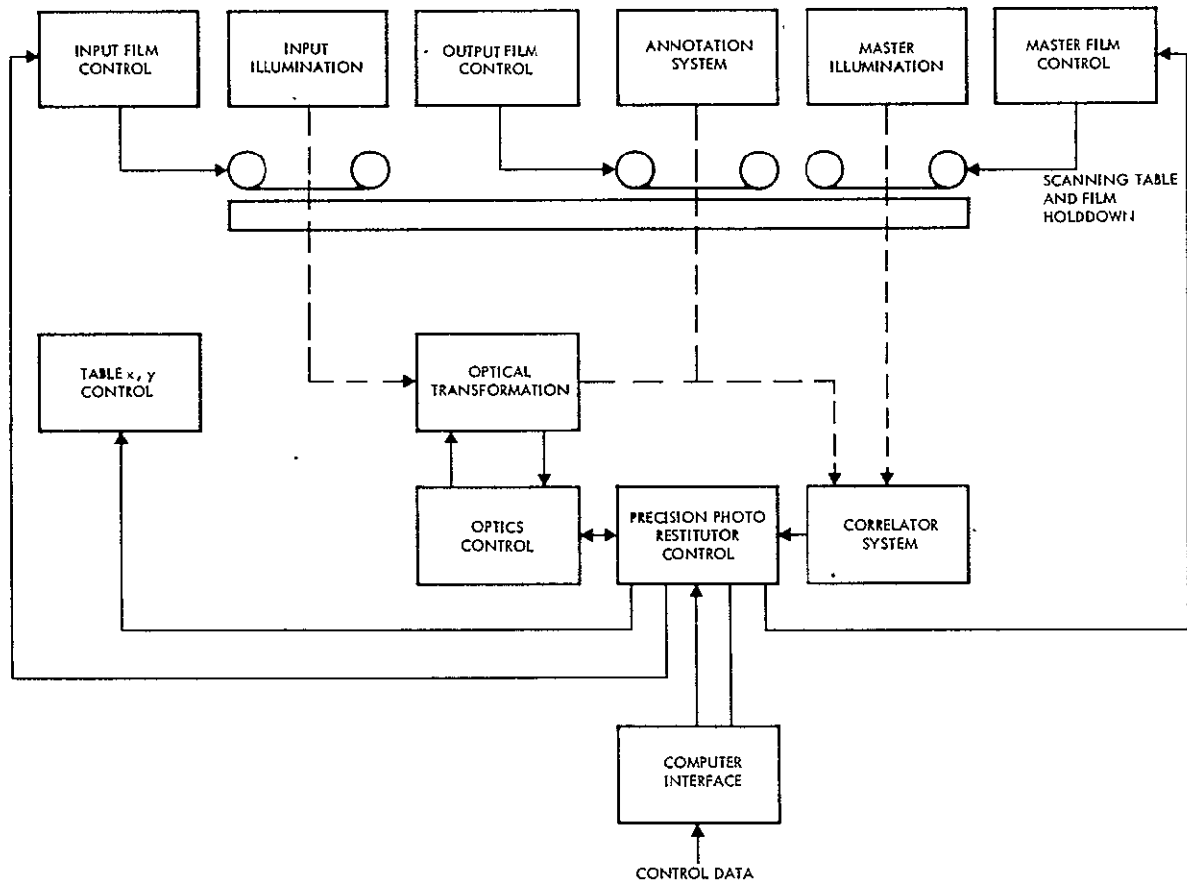 INPUT FILM
CONTROL
INPUT
ILLUMINATION
OUTPUT FILM
CONTROL
ANNOTATION
SYSTEM
MASTER
ILLUMINATION
MASTER FILM
CONTROL
SCANNING TABLE
AND FILM
HOLDDOWN
TABLE x, y
CONTROL
OPTICAL
TRANSFORMATION
OPTICS
CONTROL
PRECISION PHOTO
RESTITUTOR
CONTROL
CORRELATOR
SYSTEM
COMPUTER
INTERFACE
CONTROL DATA